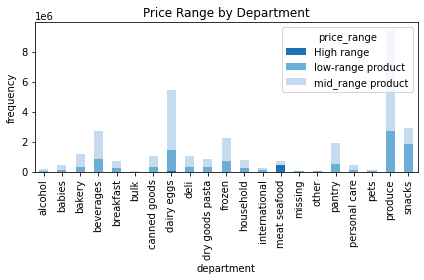 Price Range by Department
1e6
price_range
High range
low-range product
mid_range product
frequency
8
6
4
2
0
alcohol
babies
bakery
beverages
breakfast
bulk
canned goods
dairy eggs
deli
dry goods pasta
frozen
household
international
meat seafood
missing
other
pantry
personal care
pets
produce
snacks
department